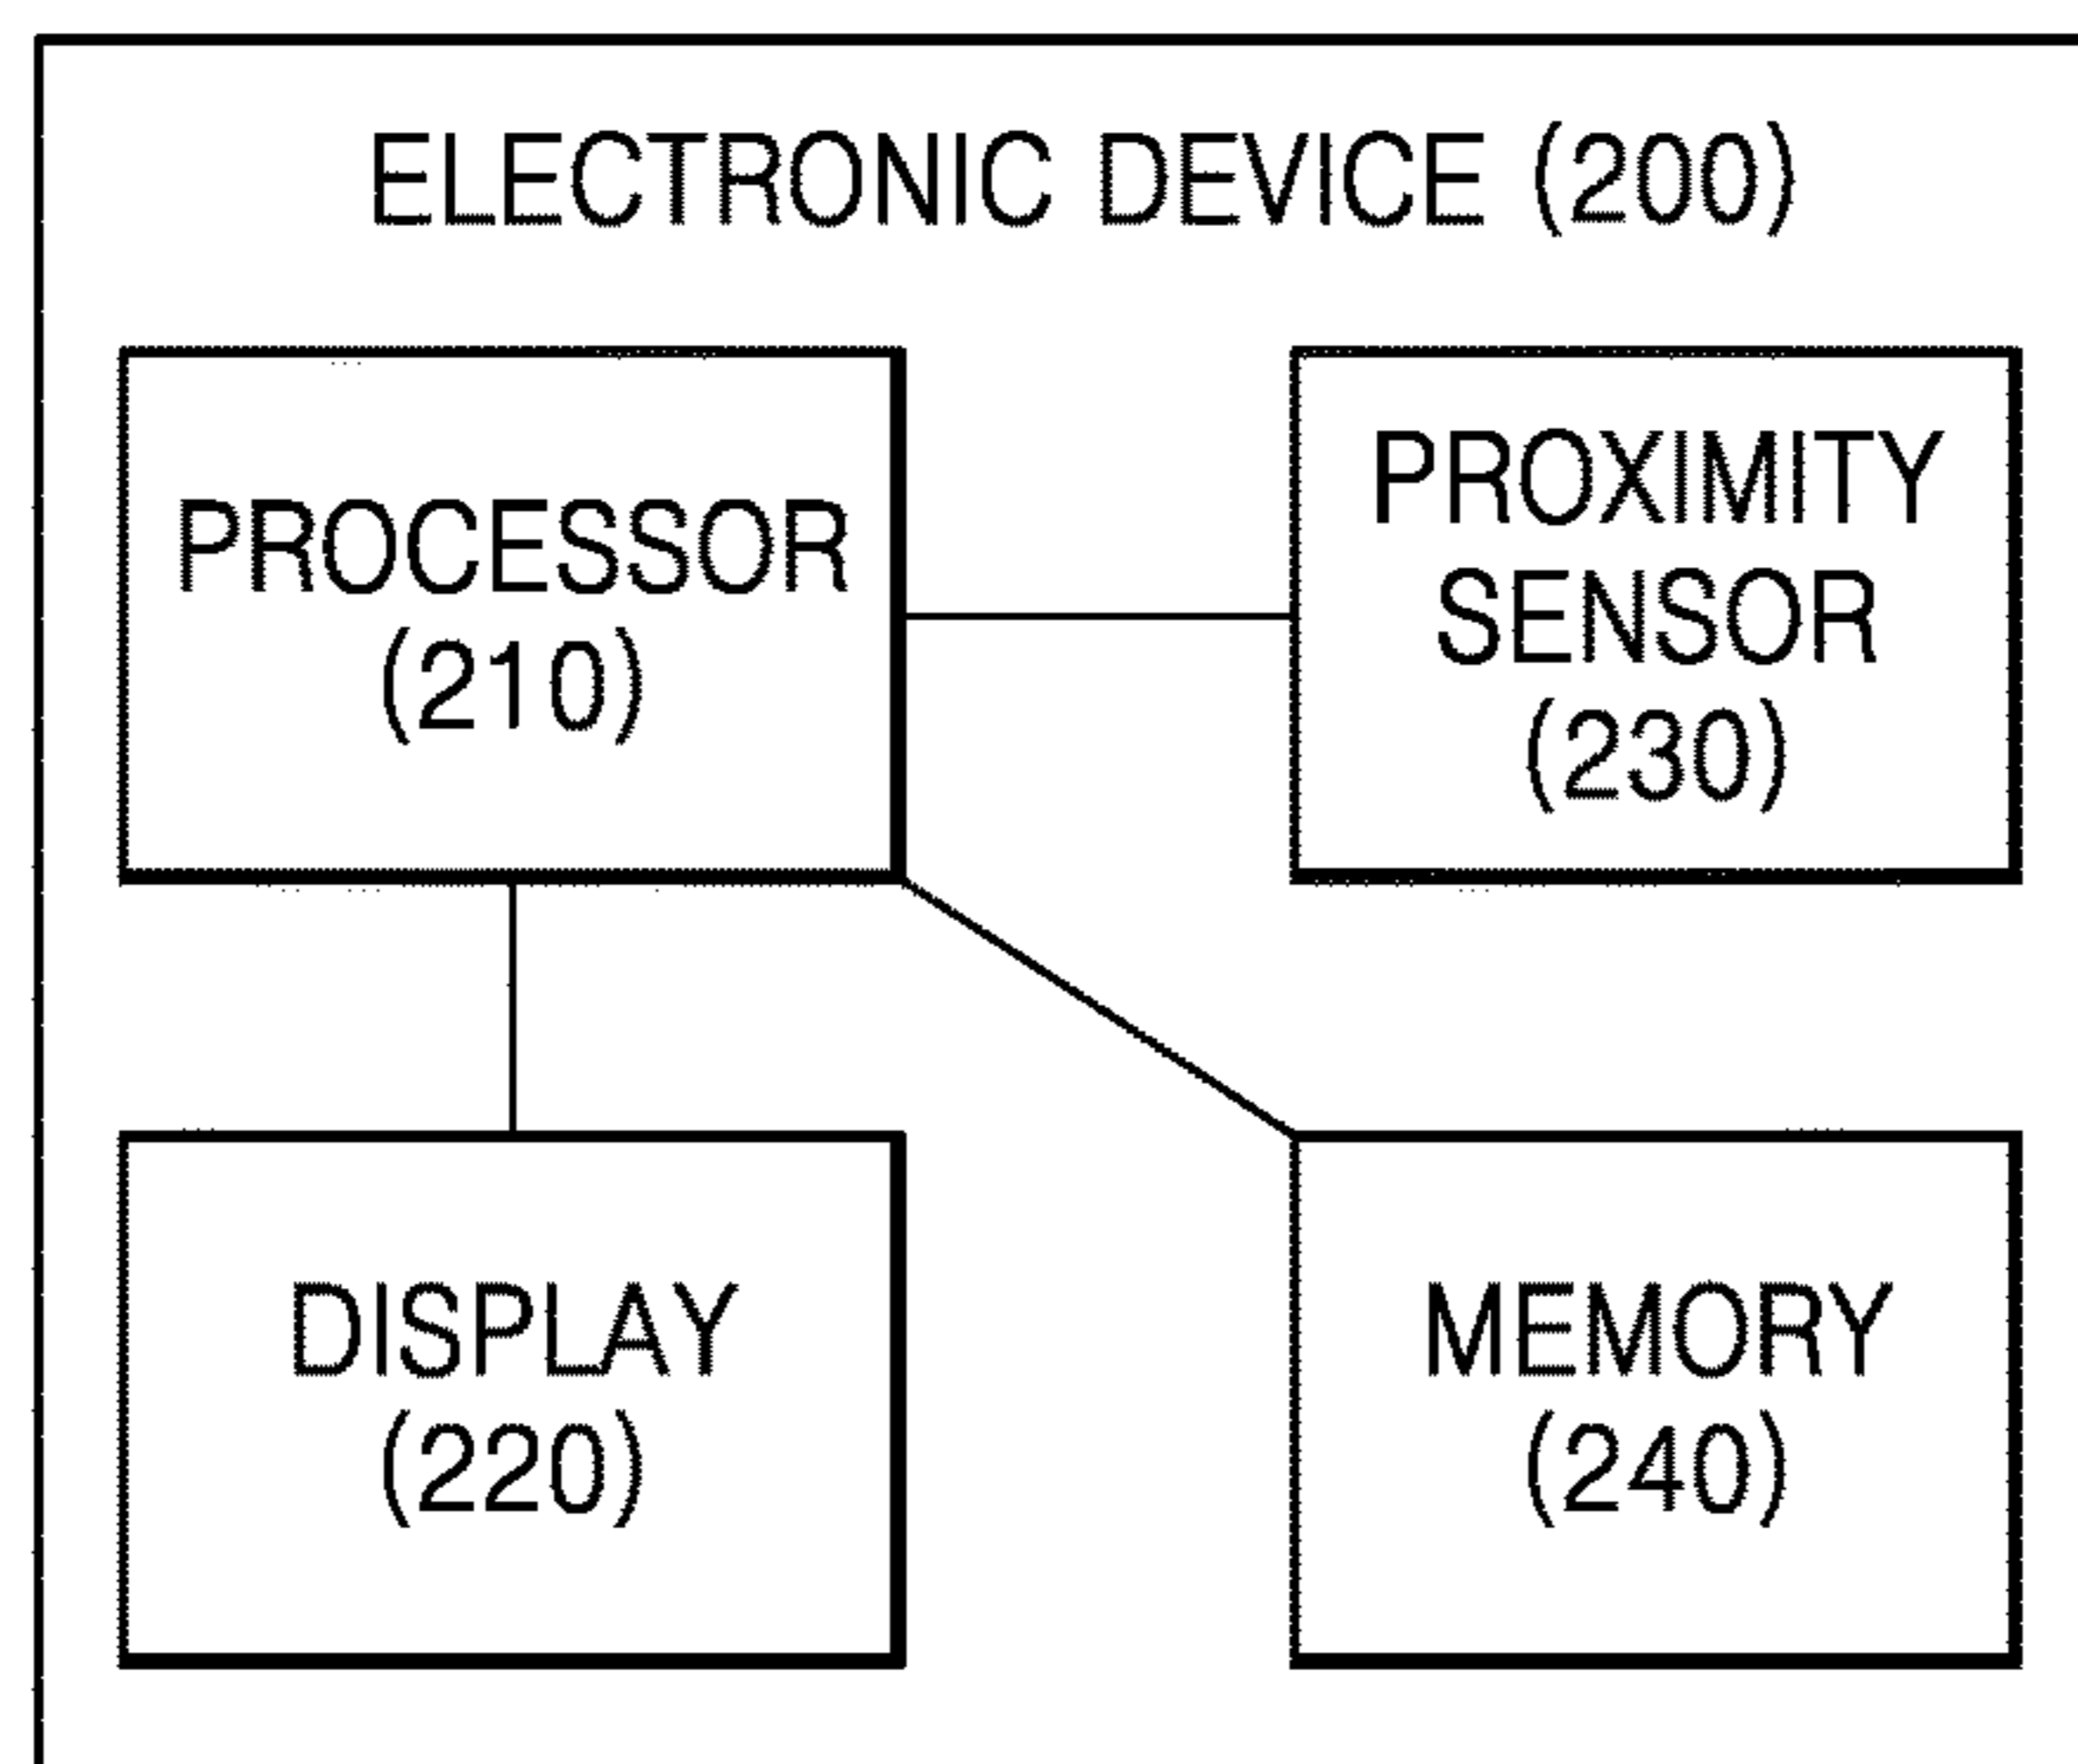 ELECTRONIC DEVICE (200)
PROCESSOR
(210)
PROXIMITY
SENSOR
(230)
DISPLAY
(220)
MEMORY
(240)